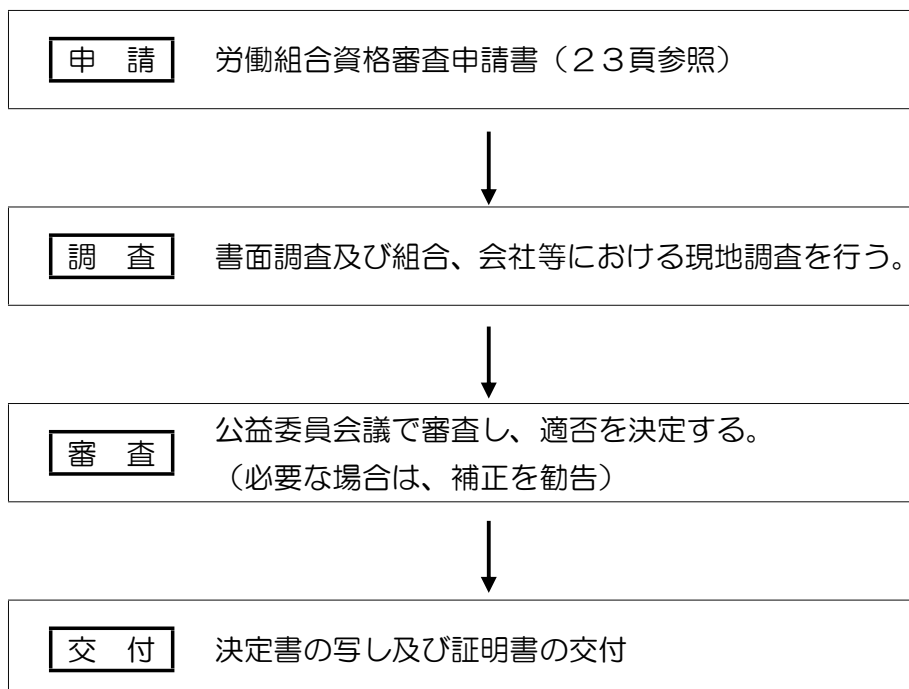 申　請　労働組合資格審査申請書（２３頁参照）
調　査　書面調査及び組合、会社等における現地調査を行う。
審　査　公益委員会議で審査し、適否を決定する。
（必要な場合は、補正を勧告）
交　付　決定書の写し及び証明書の交付